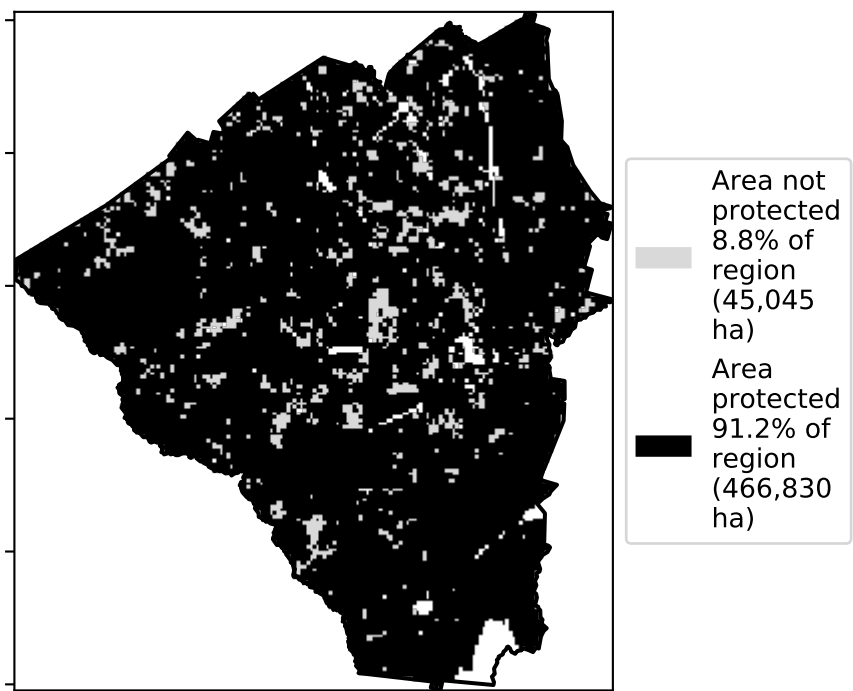 Area not
protected
8.8% of
region
(45,045
ha)
Area
protected
91.2% of
region
(466,830
ha)